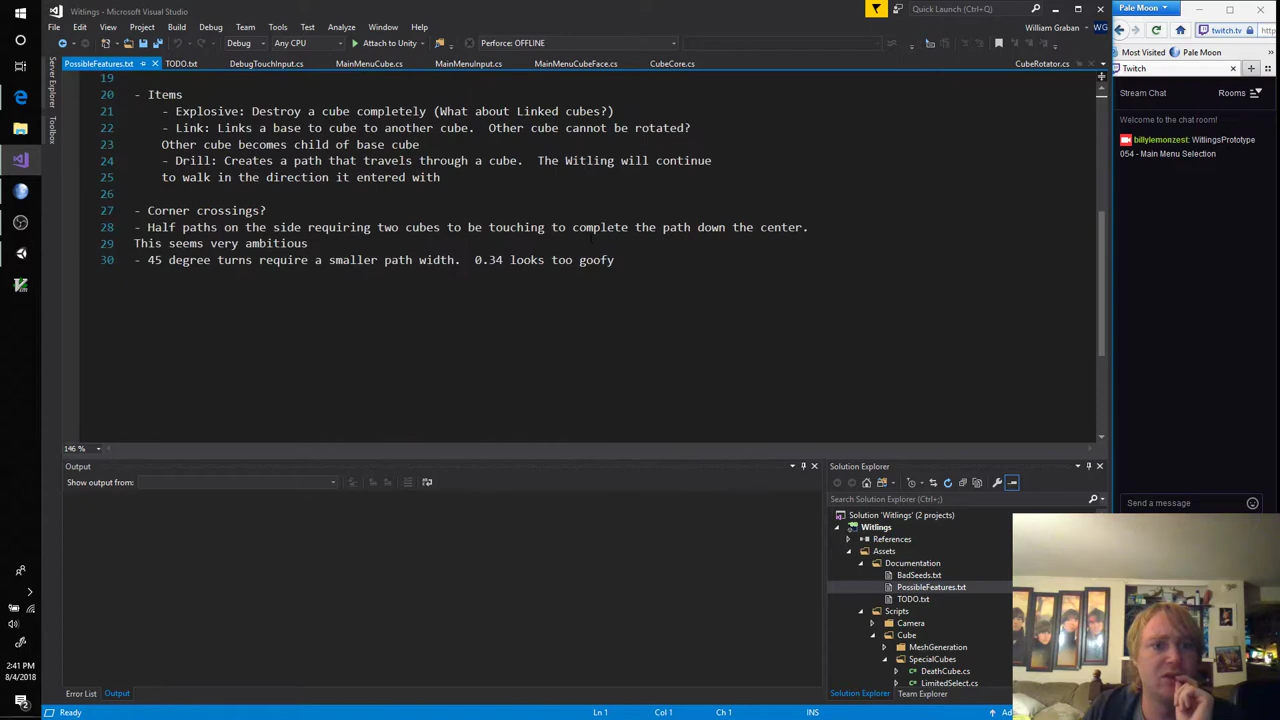 Witlings - Microsoft Visual Studio
Quick Launch (Ctrl+Q)
Pale Moon
File Edit View Project Build Debug Team Tools Test Analyze Window Help
William Graban WG
Debug Any CPU Attach to Unity Perforce: OFFLINE
twitch.tv
Most Visited Pale Moon
PossibleFeatures.txt TODO.txt DebugTouchInput.cs MainMenuCube.cs MainMenuInput.cs MainMenuCubeFace.cs CubeCore.cs CubeRotator.cs
Twitch
Server Explorer
Toolbox
19
20 - Items
21 - Explosive: Destroy a cube completely (What about Linked cubes?)
22 - Link: Links a base to cube to another cube. Other cube cannot be rotated?
23 Other cube becomes child of base cube
24 - Drill: Creates a path that travels through a cube. The Witling will continue
25 to walk in the direction it entered with
26
27 - Corner crossings?
28 - Half paths on the side requiring two cubes to be touching to complete the path down the center.
29 This seems very ambitious
30 - 45 degree turns require a smaller path width. 0.34 looks too goofy
146 %
Stream Chat Rooms
Welcome to the chat room!
billylemonzest: WitlingsPrototype
054 - Main Menu Selection
Send a message
Output
Show output from:
Error List Output
Solution Explorer
Search Solution Explorer (Ctrl+;)
Solution 'Witlings' (2 projects)
Witlings
References
Assets
Documentation
BadSeeds.txt
PossibleFeatures.txt
TODO.txt
Scripts
Camera
Cube
MeshGeneration
SpecialCubes
DeathCube.cs
LimitedSelect.cs
Solution Explorer Team Explorer
2:41 PM
8/4/2018
2
Ready
Ln 1 Col 1 Ch 1 INS